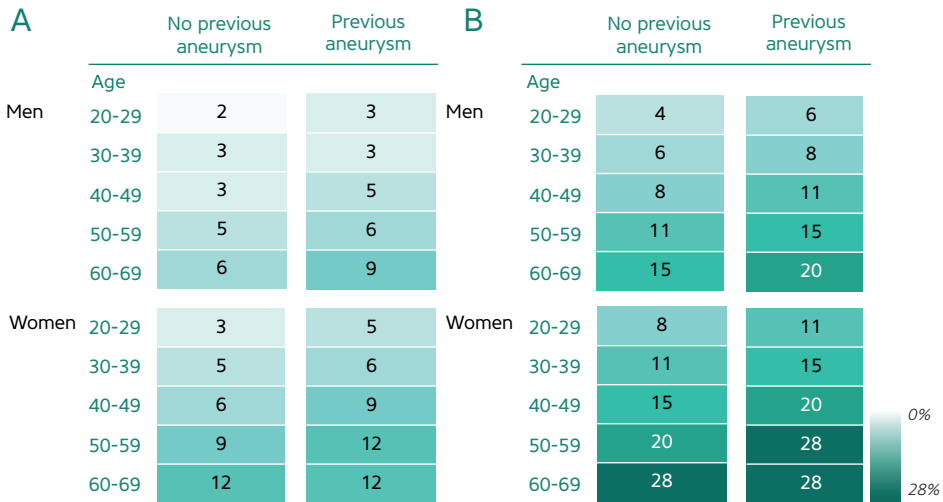 A
No previous aneurysm
Previous aneurysm
Age
Men
20-29 2 3
30-39 3 3
40-49 3 5
50-59 5 6
60-69 6 9
Women
20-29 3 5
30-39 5 6
40-49 6 9
50-59 9 12
60-69 12 12
B
No previous aneurysm
Previous aneurysm
Age
Men
20-29 4 6
30-39 6 8
40-49 8 11
50-59 11 15
60-69 15 20
Women
20-29 8 11
30-39 11 15
40-49 15 20
50-59 20 28
60-69 28 28
0%
28%